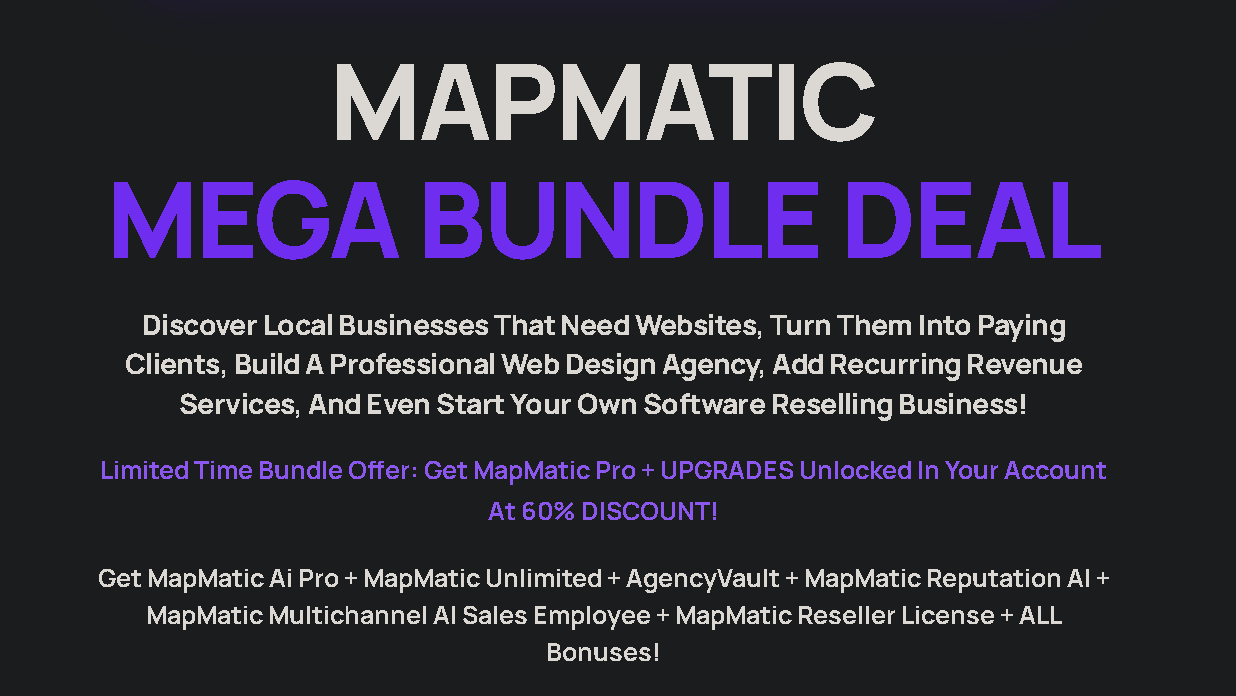 MAPMATIC
MEGA BUNDLE DEAL
Discover Local Businesses That Need Websites, Turn Them Into Paying
Clients, Build A Professional Web Design Agency, Add Recurring Revenue
Services, And Even Start Your Own Software Reselling Business!
Limited Time Bundle Offer: Get MapMatic Pro + UPGRADES Unlocked In Your Account
At 60% DISCOUNT!
Get MapMatic Ai Pro + MapMatic Unlimited + AgencyVault + MapMatic Reputation AI +
MapMatic Multichannel AI Sales Employee + MapMatic Reseller License + ALL
Bonuses!